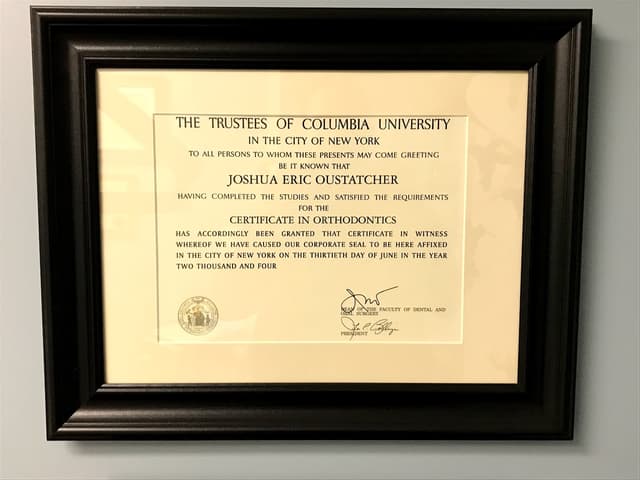 THE TRUSTEES OF COLUMBIA UNIVERSITY
IN THE CITY OF NEW YORK
TO ALL PERSONS TO WHOM THESE PRESENTS MAY COME GREETING
BE IT KNOWN THAT
JOSHUA ERIC OUSTATCHER
HAVING COMPLETED THE STUDIES AND SATISFIED THE REQUIREMENTS
FOR THE
CERTIFICATE IN ORTHODONTICS
HAS ACCORDINGLY BEEN GRANTED THAT CERTIFICATE IN WITNESS
WHEREOF WE HAVE CAUSED OUR CORPORATE SEAL TO BE HERE AFFIXED
IN THE CITY OF NEW YORK ON THE THIRTIETH DAY OF JUNE IN THE YEAR
TWO THOUSAND AND FOUR
DEAN OF THE FACULTY OF DENTAL AND
ORAL SURGERY
PRESIDENT